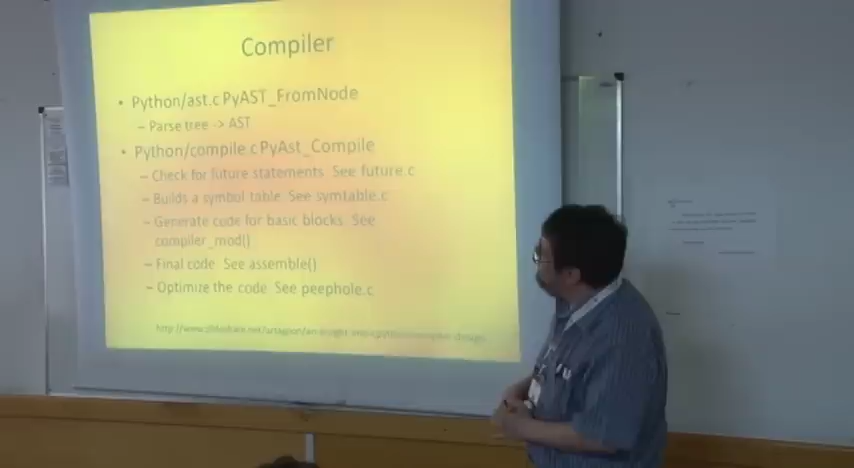 Compiler
• Python/ast.c PyAST_FromNode
– Parse tree -> AST
• Python/compile.c PyAst_Compile
– Check for future statements. See future.c
– Builds a symbol table. See symtable.c
– Generate code for basic blocks. See
compiler_mod()
– Final code. See assemble()
– Optimize the code. See peephole.c